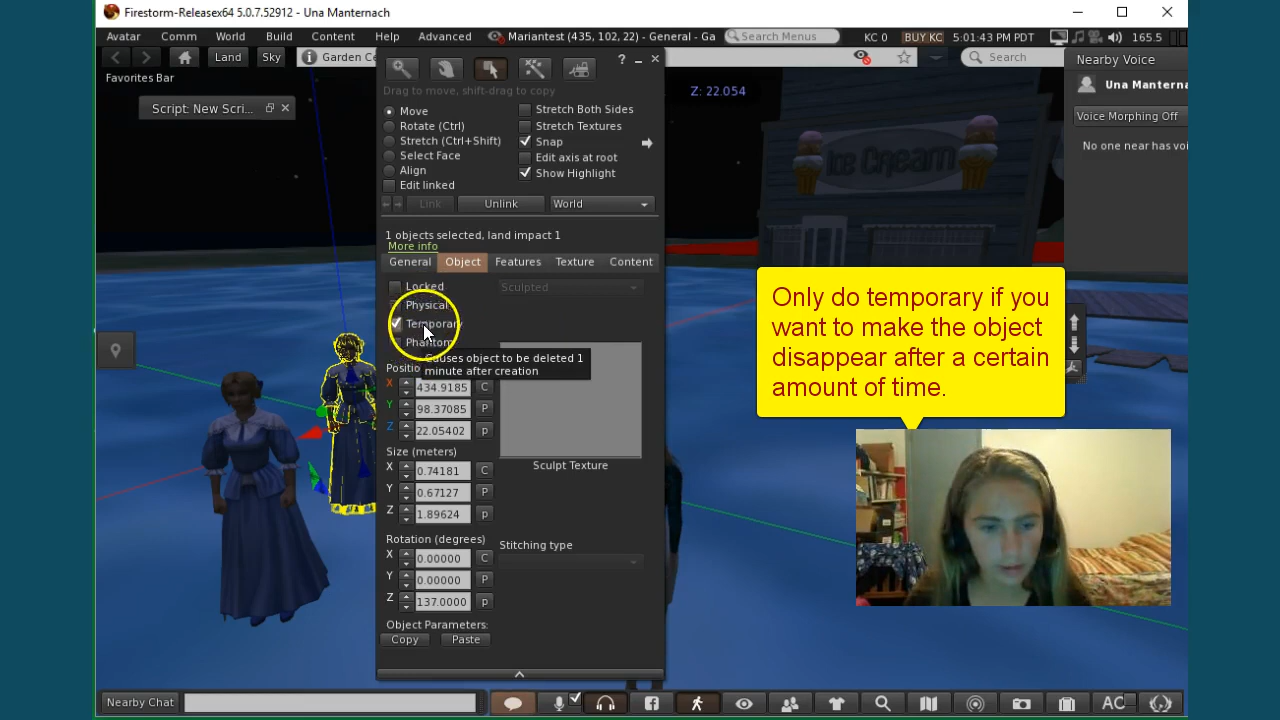 Firestorm-Releasex64 5.0.7.52912 - Una Manternach
Avatar Comm World Build Content Help Advanced Mariantest (435, 102, 22) - General - Ga Search Menus KC 0 BUY KC 5:01:43 PM PDT 165.5
Land Sky Garden Ce Search
Favorites Bar
Script: New Scri...
? 
Drag to move, shift-drag to copy
Move
Rotate (Ctrl)
Stretch (Ctrl+Shift)
Select Face
Align
Edit linked
Stretch Both Sides
Stretch Textures
Snap
Edit axis at root
Show Highlight
Link Unlink World
1 objects selected, land impact 1
More info
General Object Features Texture Content
Locked
Physical
Temporary
Phantom
Sculpted
Causes object to be deleted 1
minute after creation
Positio
X 434.9185 C
Y 98.37085 P
Z 22.05402 p
Size (meters)
X 0.74181 C
Y 0.67127 P
Z 1.89624 p
Rotation (degrees)
X 0.00000 C
Y 0.00000 P
Z 137.0000 p
Sculpt Texture
Stitching type
Object Parameters:
Copy Paste
Z: 22.054
Ice Cream
Nearby Voice
Una Manterna
Voice Morphing Off
No one near has voi
Only do temporary if you
want to make the object
disappear after a certain
amount of time.
Nearby Chat
AO